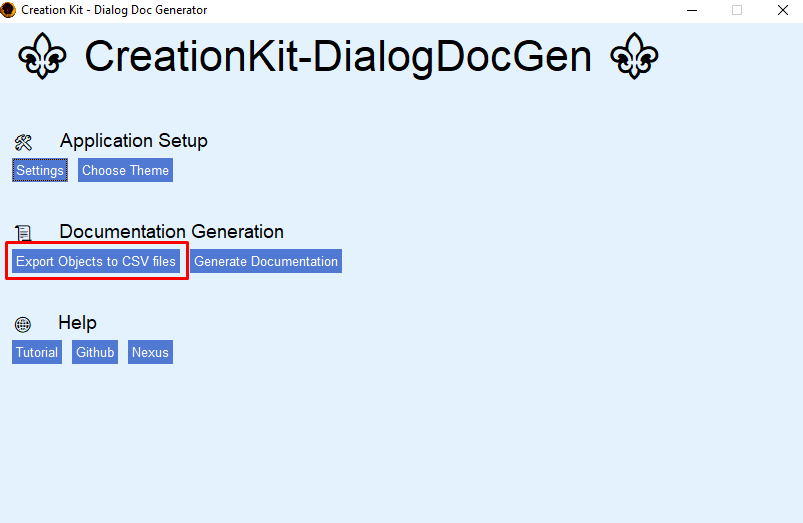 Creation Kit - Dialog Doc Generator
CreationKit-DialogDocGen
Application Setup
Settings Choose Theme
Documentation Generation
Export Objects to CSV files Generate Documentation
Help
Tutorial Github Nexus